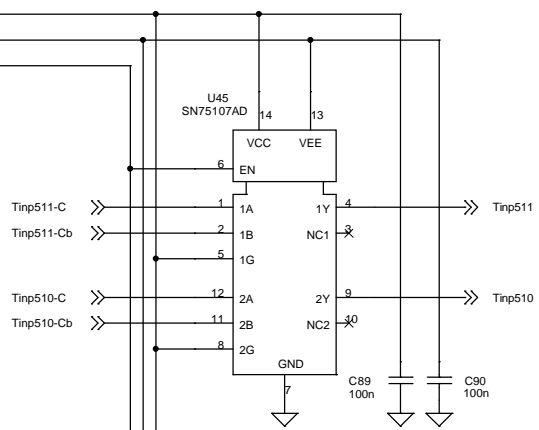 U45
SN75107AD
14
13
VCC
VEE
6
EN
Tinp511-C
1
1A
1Y
4
Tinp511
Tinp511-Cb
2
1B
NC1
3
5
1G
Tinp510-C
12
2A
2Y
9
Tinp510
Tinp510-Cb
11
2B
NC2
10
8
2G
GND
7
C89
100n
C90
100n